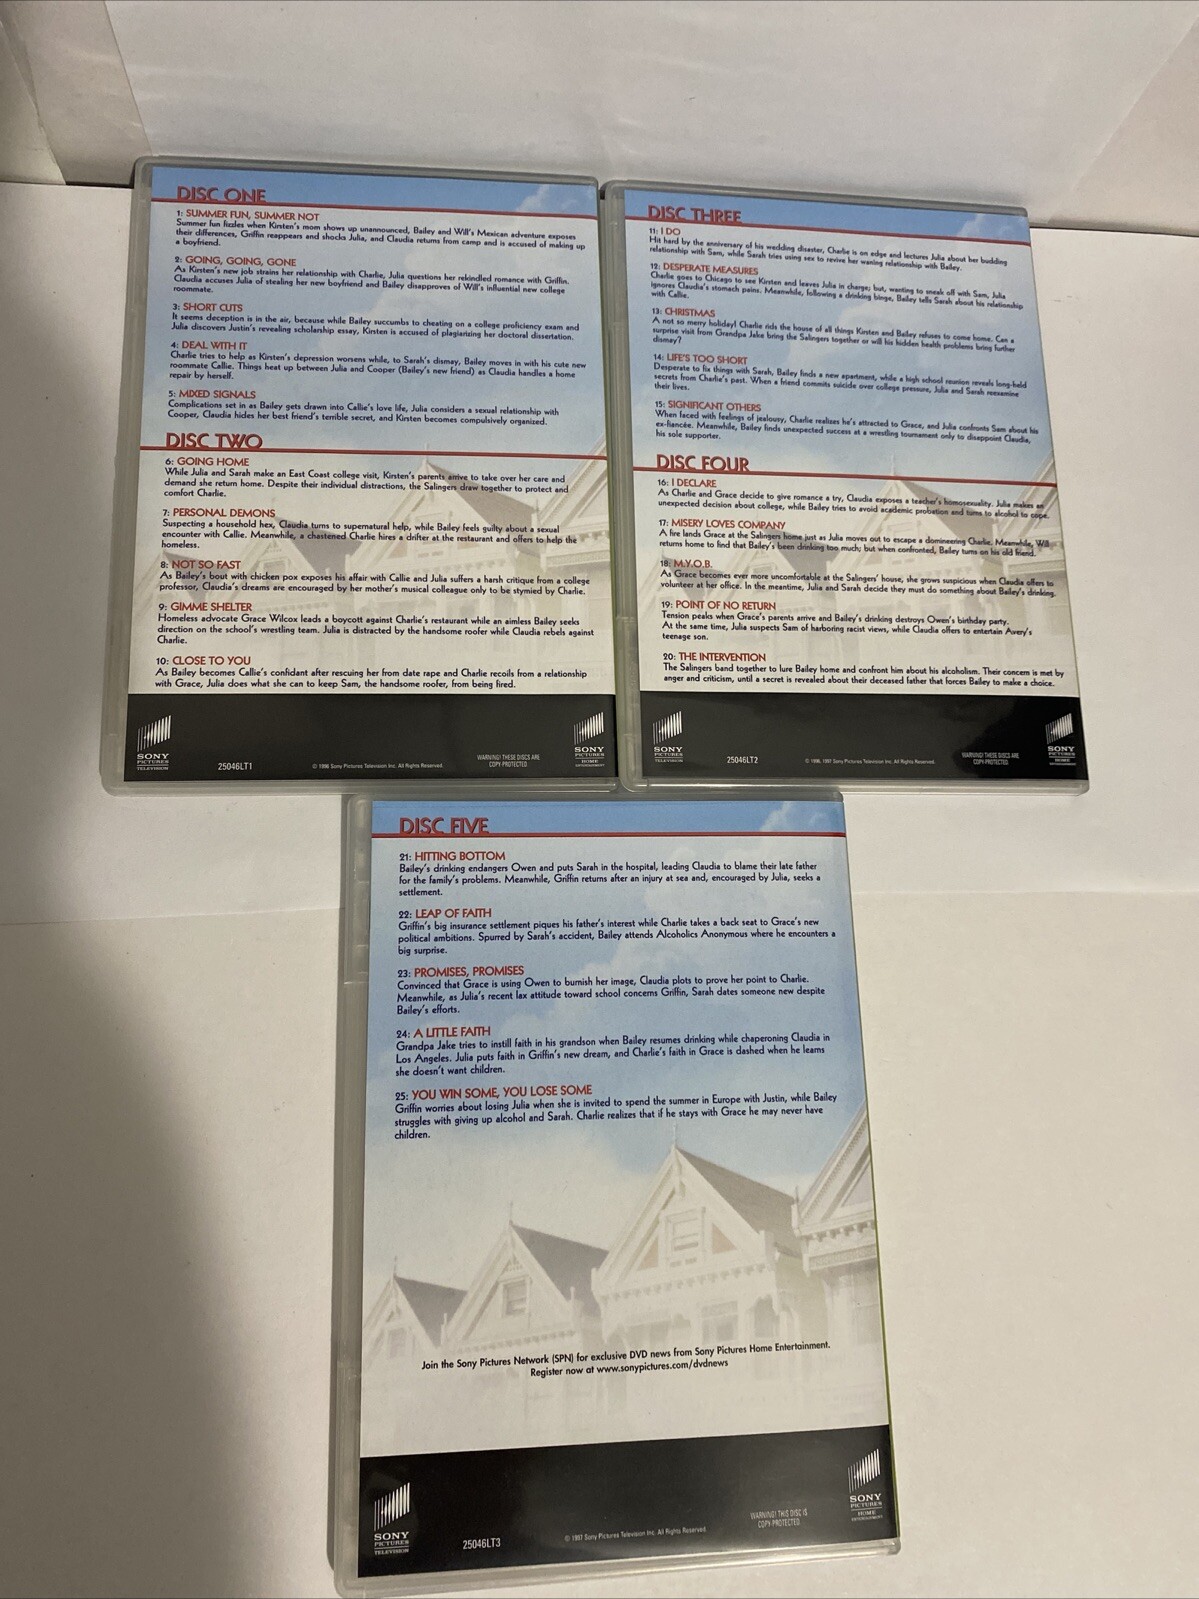 DISC ONE
1: SUMMER FUN, SUMMER NOT
Summer fun fizzles when Kirsten's mom shows up unannounced, Bailey and Will's Mexican adventure exposes
their differences, Griffin reappears and shocks Julia, and Claudia returns from camp and is accused of making up
a boyfriend.
2: GOING, GOING, GONE
As Kirsten's new job strains her relationship with Charlie, Julia questions her rekindled romance with Griffin.
Claudia accuses Julia of stealing her new boyfriend and Bailey disapproves of Will's influential new college
roommate.
3: SHORT CUTS
It seems deception is in the air, because while Bailey succumbs to cheating on a college proficiency exam and
Julia discovers Justin's revealing scholarship essay, Kirsten is accused of plagiarizing her doctoral dissertation.
4: DEAL WITH IT
Charlie tries to help as Kirsten's depression worsens while, to Sarah's dismay, Bailey moves in with his cute new
roommate Callie. Things heat up between Julia and Cooper (Bailey's new friend) as Claudia handles a home
repair by herself.
5: MIXED SIGNALS
Complications set in as Bailey gets drawn into Callie's love life, Julia considers a sexual relationship with
Cooper, Claudia hides her best friend's terrible secret, and Kirsten becomes compulsively organized.
DISC TWO
6: GOING HOME
While Julia and Sarah make an East Coast college visit, Kirsten's parents arrive to take over her care and
demand she return home. Despite their individual distractions, the Salingers draw together to protect and
comfort Charlie.
7: PERSONAL DEMONS
Suspecting a household hex, Claudia turns to supernatural help, while Bailey feels guilty about a sexual
encounter with Callie. Meanwhile, a chastened Charlie hires a drifter at the restaurant and offers to help the
homeless.
8: NOT SO FAST
As Bailey's bout with chicken pox exposes his affair with Callie and Julia suffers a harsh critique from a college
professor, Claudia's dreams are encouraged by her mother's musical colleague only to be stymied by Charlie.
9: GIMME SHELTER
Homeless advocate Grace Wilcox leads a boycott against Charlie's restaurant while an aimless Bailey seeks
direction on the school's wrestling team. Julia is distracted by the handsome roofer while Claudia rebels against
Charlie.
10: CLOSE TO YOU
As Bailey becomes Callie's confidant after rescuing her from date rape and Charlie recoils from a relationship
with Grace, Julia does what she can to keep Sam, the handsome roofer, from being fired.
SONY
PICTURES
TELEVISION
25046LT1
© 1996 Sony Pictures Television Inc. All Rights Reserved.
WARNING! THESE DISCS ARE
COPY-PROTECTED
SONY
PICTURES
HOME
ENTERTAINMENT
DISC THREE
11: I DO
Hit hard by the anniversary of his wedding disaster, Charlie is on edge and lectures Julia about her budding
relationship with Sam, while Sarah tries using sex to revive her waning relationship with Bailey.
12: DESPERATE MEASURES
Charlie goes to Chicago to see Kirsten and leaves Julia in charge; but, wanting to sneak off with Sam, Julia
ignores Claudia's stomach pains. Meanwhile, following a drinking binge, Bailey tells Sarah about his relationship
with Callie.
13: CHRISTMAS
A not so merry holiday! Charlie rids the house of all things Kirsten and Bailey refuses to come home. Can a
surprise visit from Grandpa Jake bring the Salingers together or will his hidden health problems bring further
dismay?
14: LIFE'S TOO SHORT
Desperate to fix things with Sarah, Bailey finds a new apartment, while a high school reunion reveals long-held
secrets from Charlie's past. When a friend commits suicide over college pressure, Julia and Sarah reexamine
their lives.
15: SIGNIFICANT OTHERS
When faced with feelings of jealousy, Charlie realizes he's attracted to Grace, and Julia confronts Sam about his
ex-fiancée. Meanwhile, Bailey finds unexpected success at a wrestling tournament only to disappoint Claudia,
his sole supporter.
DISC FOUR
16: I DECLARE
As Charlie and Grace decide to give romance a try, Claudia exposes a teacher's homosexuality. Julia makes an
unexpected decision about college, while Bailey tries to avoid academic probation and turns to alcohol to cope.
17: MISERY LOVES COMPANY
A fire lands Grace at the Salingers home just as Julia moves out to escape a domineering Charlie. Meanwhile, Will
returns home to find that Bailey's been drinking too much; but when confronted, Bailey turns on his old friend.
18: M.Y.O.B.
As Grace becomes ever more uncomfortable at the Salingers' house, she grows suspicious when Claudia offers to
volunteer at her office. In the meantime, Julia and Sarah decide they must do something about Bailey's drinking.
19: POINT OF NO RETURN
Tension peaks when Grace's parents arrive and Bailey's drinking destroys Owen's birthday party.
At the same time, Julia suspects Sam of harboring racist views, while Claudia offers to entertain Avery's
teenage son.
20: THE INTERVENTION
The Salingers band together to lure Bailey home and confront him about his alcoholism. Their concern is met by
anger and criticism, until a secret is revealed about their deceased father that forces Bailey to make a choice.
SONY
PICTURES
TELEVISION
25046LT2
© 1996, 1997 Sony Pictures Television Inc. All Rights Reserved.
WARNING! THESE DISCS ARE
COPY-PROTECTED
SONY
PICTURES
HOME
ENTERTAINMENT
DISC FIVE
21: HITTING BOTTOM
Bailey's drinking endangers Owen and puts Sarah in the hospital, leading Claudia to blame their late father
for the family's problems. Meanwhile, Griffin returns after an injury at sea and, encouraged by Julia, seeks a
settlement.
22: LEAP OF FAITH
Griffin's big insurance settlement piques his father's interest while Charlie takes a back seat to Grace's new
political ambitions. Spurred by Sarah's accident, Bailey attends Alcoholics Anonymous where he encounters a
big surprise.
23: PROMISES, PROMISES
Convinced that Grace is using Owen to burnish her image, Claudia plots to prove her point to Charlie.
Meanwhile, as Julia's recent lax attitude toward school concerns Griffin, Sarah dates someone new despite
Bailey's efforts.
24: A LITTLE FAITH
Grandpa Jake tries to instill faith in his grandson when Bailey resumes drinking while chaperoning Claudia in
Los Angeles. Julia puts faith in Griffin's new dream, and Charlie's faith in Grace is dashed when he learns
she doesn't want children.
25: YOU WIN SOME, YOU LOSE SOME
Griffin worries about losing Julia when she is invited to spend the summer in Europe with Justin, while Bailey
struggles with giving up alcohol and Sarah. Charlie realizes that if he stays with Grace he may never have
children.
Join the Sony Pictures Network (SPN) for exclusive DVD news from Sony Pictures Home Entertainment.
Register now at www.sonypictures.com/dvdnews
SONY
PICTURES
TELEVISION
25046LT3
© 1997 Sony Pictures Television Inc. All Rights Reserved.
WARNING! THIS DISC IS
COPY-PROTECTED
SONY
PICTURES
HOME
ENTERTAINMENT